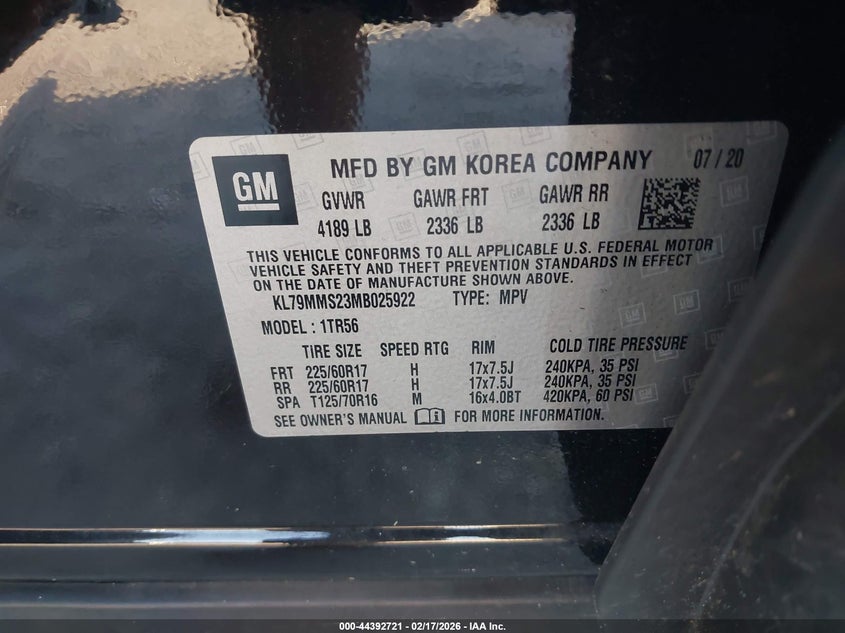 GM
MFD BY GM KOREA COMPANY 07 / 20
GVWR GAWR FRT GAWR RR
4189 LB 2336 LB 2336 LB
THIS VEHICLE CONFORMS TO ALL APPLICABLE U.S. FEDERAL MOTOR
VEHICLE SAFETY AND THEFT PREVENTION STANDARDS IN EFFECT
ON THE DATE OF MANUFACTURE SHOWN ABOVE.
KL79MMS23MB025922 TYPE: MPV
MODEL : 1TR56
TIRE SIZE SPEED RTG RIM COLD TIRE PRESSURE
FRT 225/60R17 H 17x7.5J 240KPA, 35 PSI
RR 225/60R17 H 17x7.5J 240KPA, 35 PSI
SPA T125/70R16 M 16x4.0BT 420KPA, 60 PSI
SEE OWNER'S MANUAL FOR MORE INFORMATION.
000-44392721 - 02/17/2026 - IAA Inc.